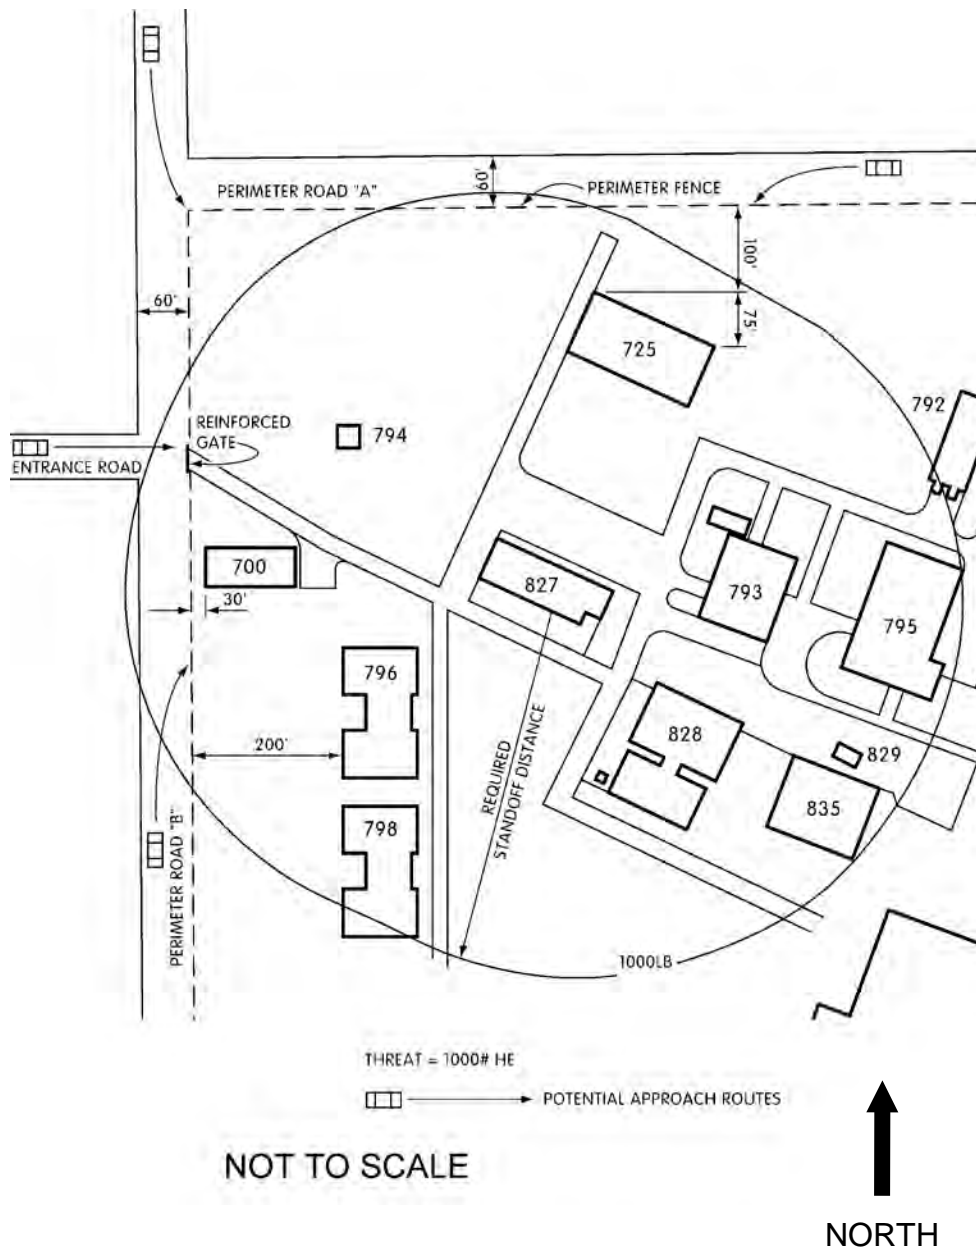 60'
PERIMETER ROAD "A"
PERIMETER FENCE
100'
60'
75'
725
792
REINFORCED
GATE
794
ENTRANCE ROAD
700
827
793
30'
795
796
200'
828
829
REQUIRED
STANDOFF DISTANCE
798
835
PERIMETER ROAD "B"
1000LB
THREAT = 1000# HE
POTENTIAL APPROACH ROUTES
NOT TO SCALE
NORTH